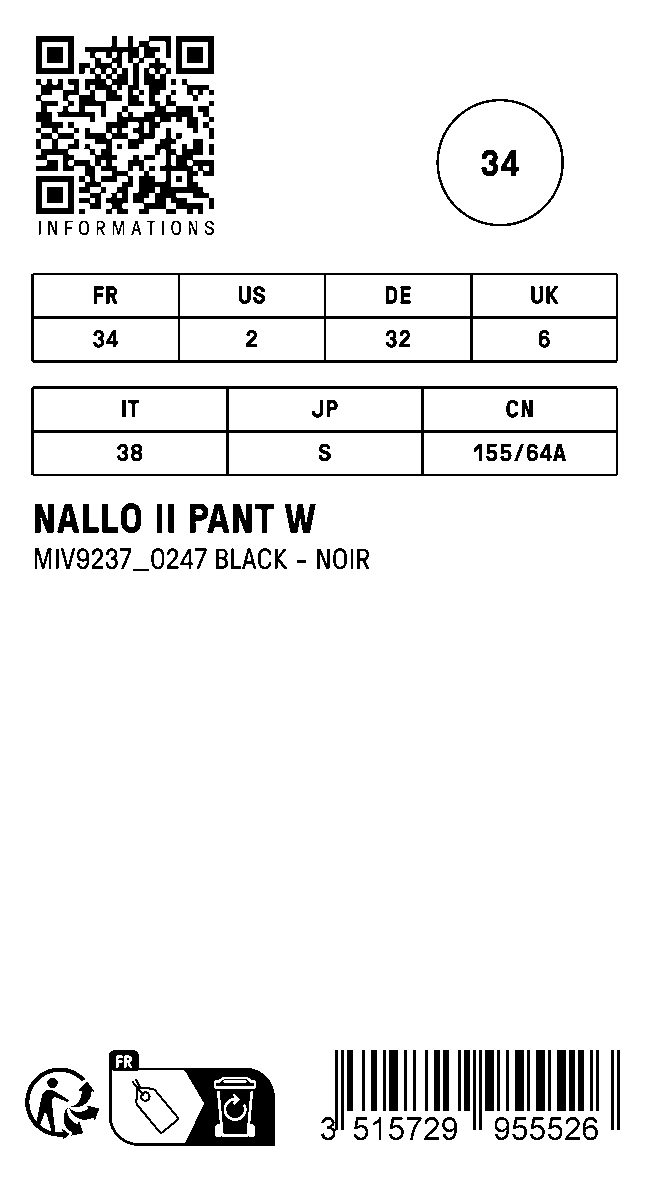 INFORMATIONS
34
FR US DE UK
34 2 32 6
IT JP CN
38 S 155/64A
NALLO II PANT W
MIV9237_0247 BLACK - NOIR
FR
3 515729 955526